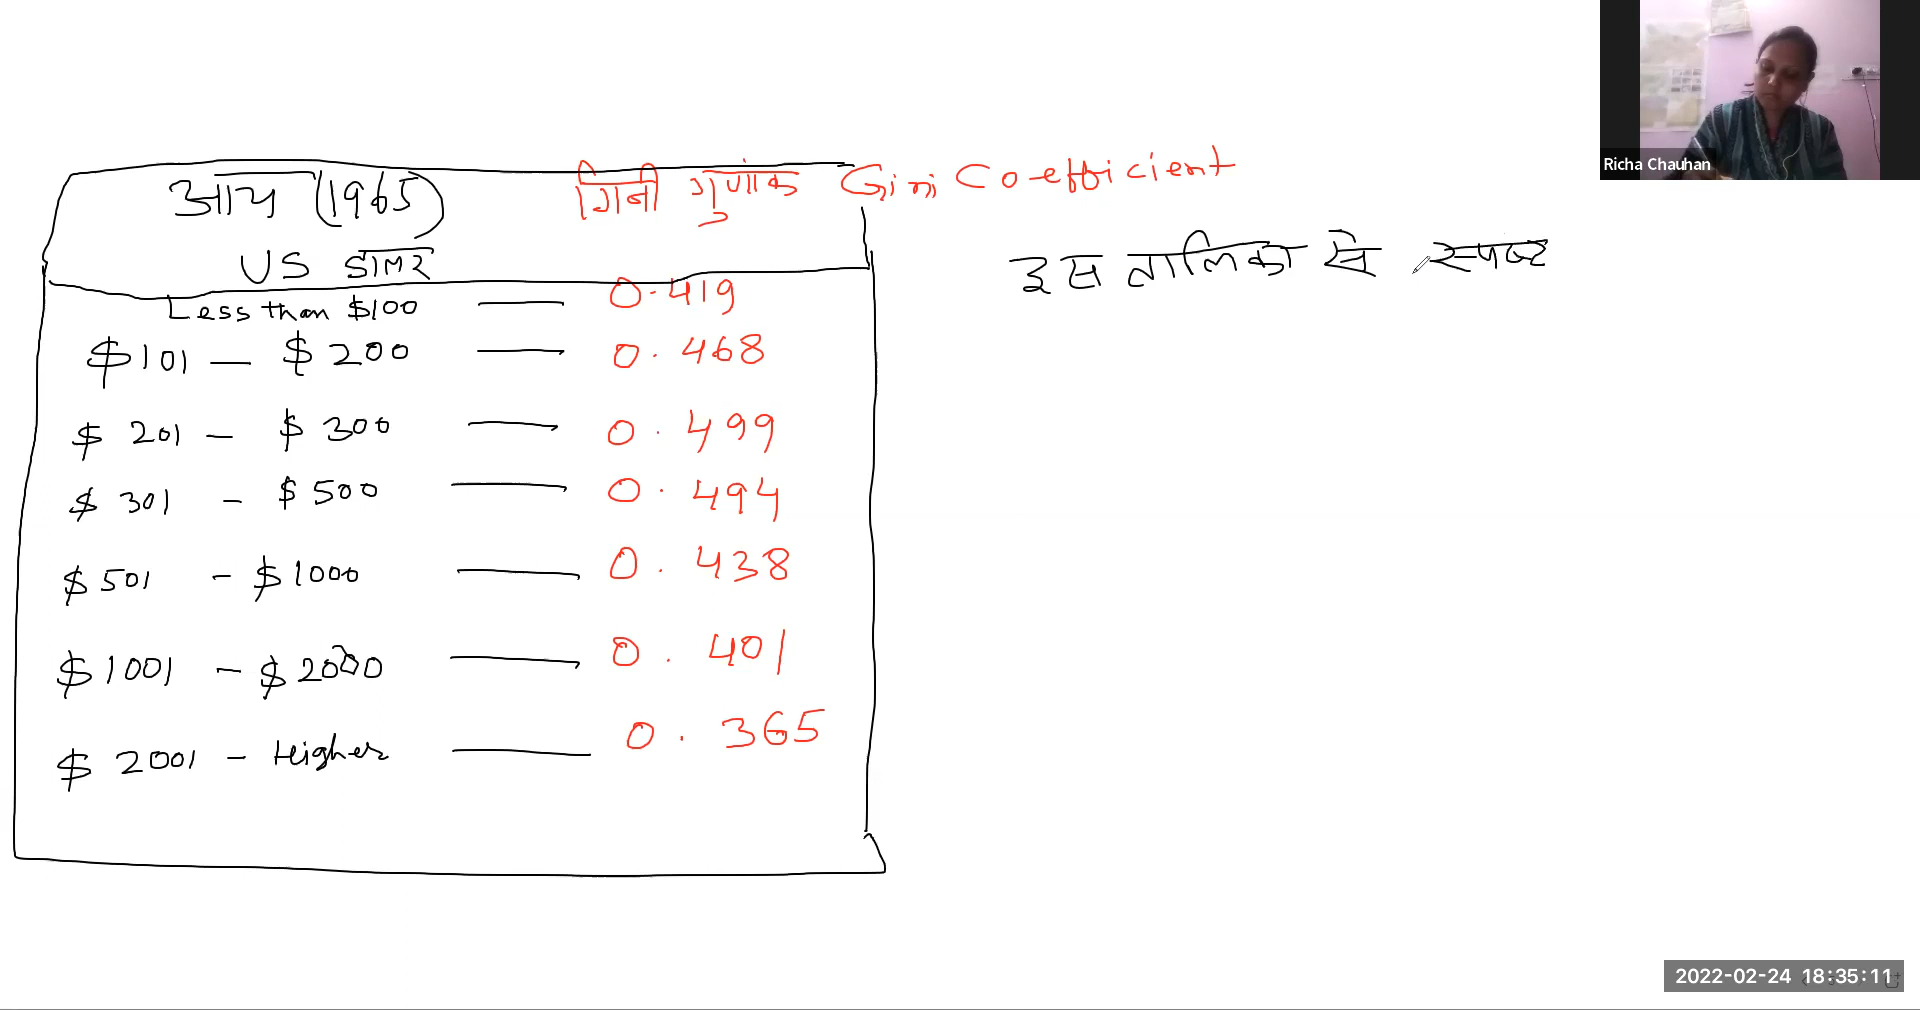 आय (1965) गिनी गुणांक Gini Coefficient
US डालर
Less than $100 — 0.419
$101 — $200 — 0.468
$201 – $300 — 0.499
$301 - $500 — 0.494
$501 - $1000 — 0.438
$1001 - $2000 — 0.401
$2001 - Higher — 0.365
इस तालिका से स्पष्ट
Richa Chauhan
2022-02-24 18:35:11